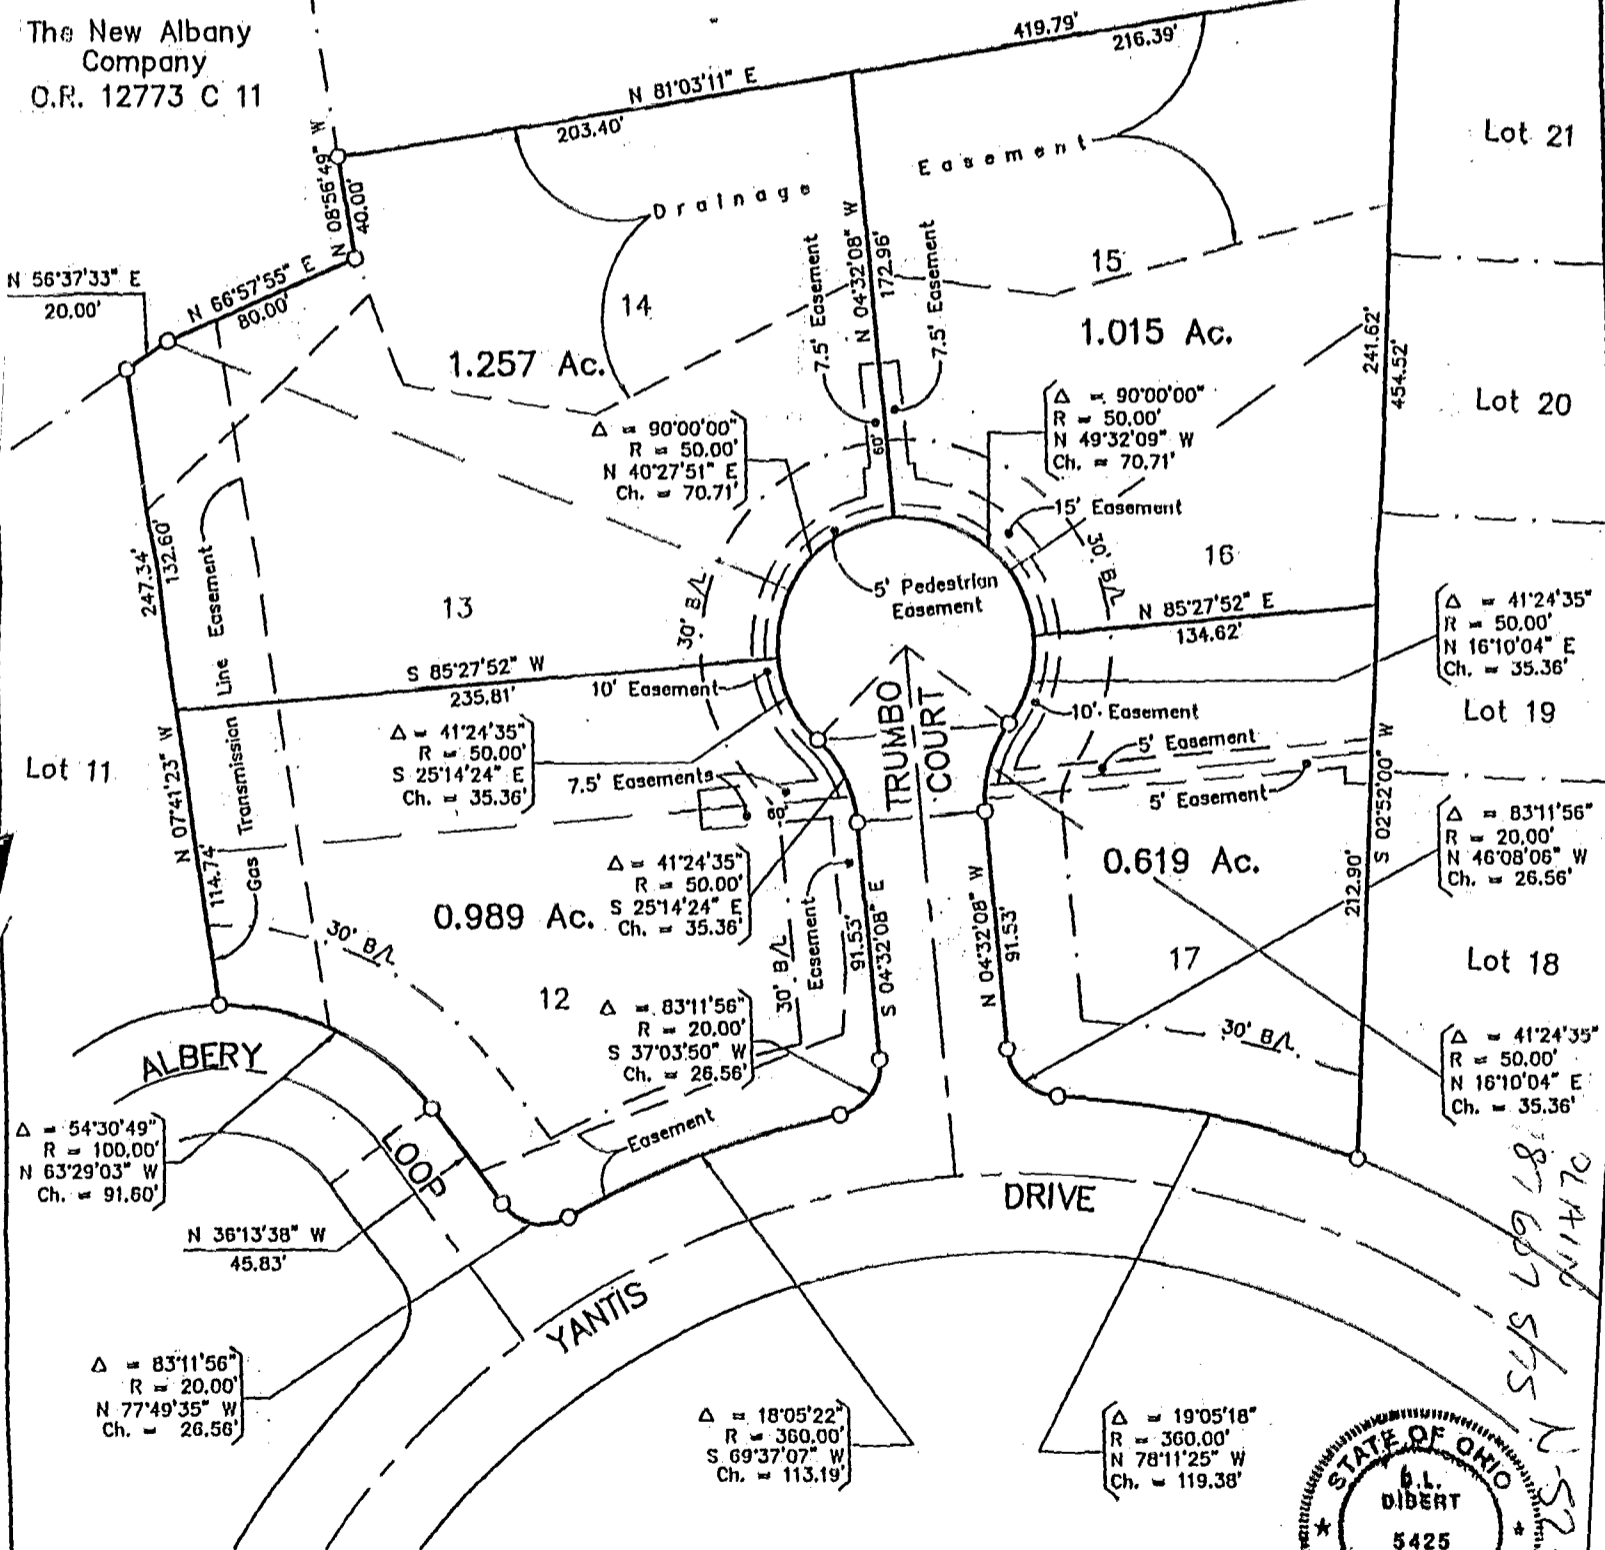 The New Albany
Company
O.R. 12773 C 11
419.79'
216.39'
N 81°03'11" E
203.40'
N 08°56'49" W
40.00'
Lot 21
Drainage
Easement
N 56°37'33" E
20.00'
N 66°57'55" E
80.00'
14
1.257 Ac.
7.5' Easement
N 04°32'08" W
172.96'
7.5' Easement
60'
15
1.015 Ac.
241.62'
454.52'
Lot 20
Δ = 90°00'00"
R = 50.00'
N 40°27'51" E
Ch. = 70.71'
Δ = 90°00'00"
R = 50.00'
N 49°32'09" W
Ch. = 70.71'
15' Easement
30' B/L
30' B/L
5' Pedestrian
Easement
16
247.34'
132.60'
Gas Transmission Line Easement
13
N 85°27'52" E
134.62'
Δ = 41°24'35"
R = 50.00'
N 16°10'04" E
Ch. = 35.36'
S 85°27'52" W
235.81'
10' Easement
10' Easement
Lot 19
Lot 11
N 07°41'23" W
114.74'
Δ = 41°24'35"
R = 50.00'
S 25°14'24" E
Ch. = 35.36'
7.5' Easements
60'
TRUMBO
COURT
5' Easement
5' Easement
S 02°52'00" W
212.90'
Δ = 83°11'56"
R = 20.00'
N 46°08'06" W
Ch. = 26.56'
0.619 Ac.
0.989 Ac.
Δ = 41°24'35"
R = 50.00'
S 25°14'24" E
Ch. = 35.36'
30' B/L
30' B/L
Easement
91.53'
S 04°32'08" E
N 04°32'08" W
91.53'
17
Lot 18
12
Δ = 83°11'56"
R = 20.00'
S 37°03'50" W
Ch. = 26.56'
30' B/L
Δ = 41°24'35"
R = 50.00'
N 16°10'04" E
Ch. = 35.36'
ALBERY
LOOP
Easement
Δ = 54°30'49"
R = 100.00'
N 63°29'03" W
Ch. = 91.60'
N 36°13'38" W
45.83'
YANTIS
DRIVE
Δ = 83°11'56"
R = 20.00'
N 77°49'35" W
Ch. = 26.56'
Δ = 18°05'22"
R = 360.00'
S 69°37'07" W
Ch. = 113.19'
Δ = 19°05'18"
R = 360.00'
N 78°11'25" W
Ch. = 119.38'
STATE OF OHIO
DIBERT
5425